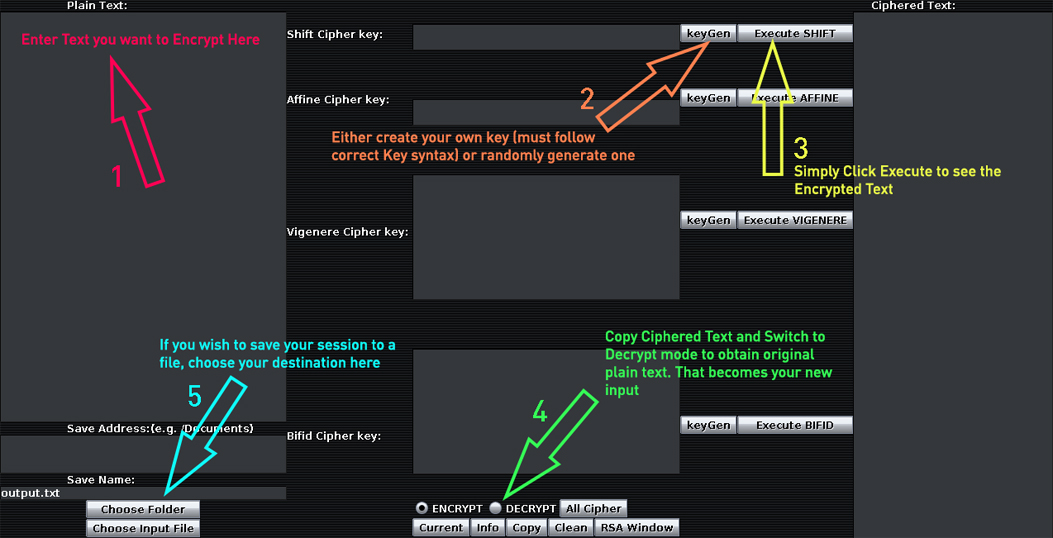 Plain Text:
Ciphered Text:
Enter Text you want to Encrypt Here
1
Shift Cipher key:
keyGen
Execute SHIFT
2
Either create your own key (must follow
correct Key syntax) or randomly generate one
Affine Cipher key:
keyGen
Execute AFFINE
3
Simply Click Execute to see the
Encrypted Text
Vigenere Cipher key:
keyGen
Execute VIGENERE
If you wish to save your session to a
file, choose your destination here
5
Copy Ciphered Text and Switch to
Decrypt mode to obtain original
plain text. That becomes your new
input
4
Save Address:(e.g. /Documents)
Bifid Cipher key:
keyGen
Execute BIFID
Save Name:
output.txt
Choose Folder
Choose Input File
ENCRYPT
DECRYPT
All Cipher
Current
Info
Copy
Clean
RSA Window